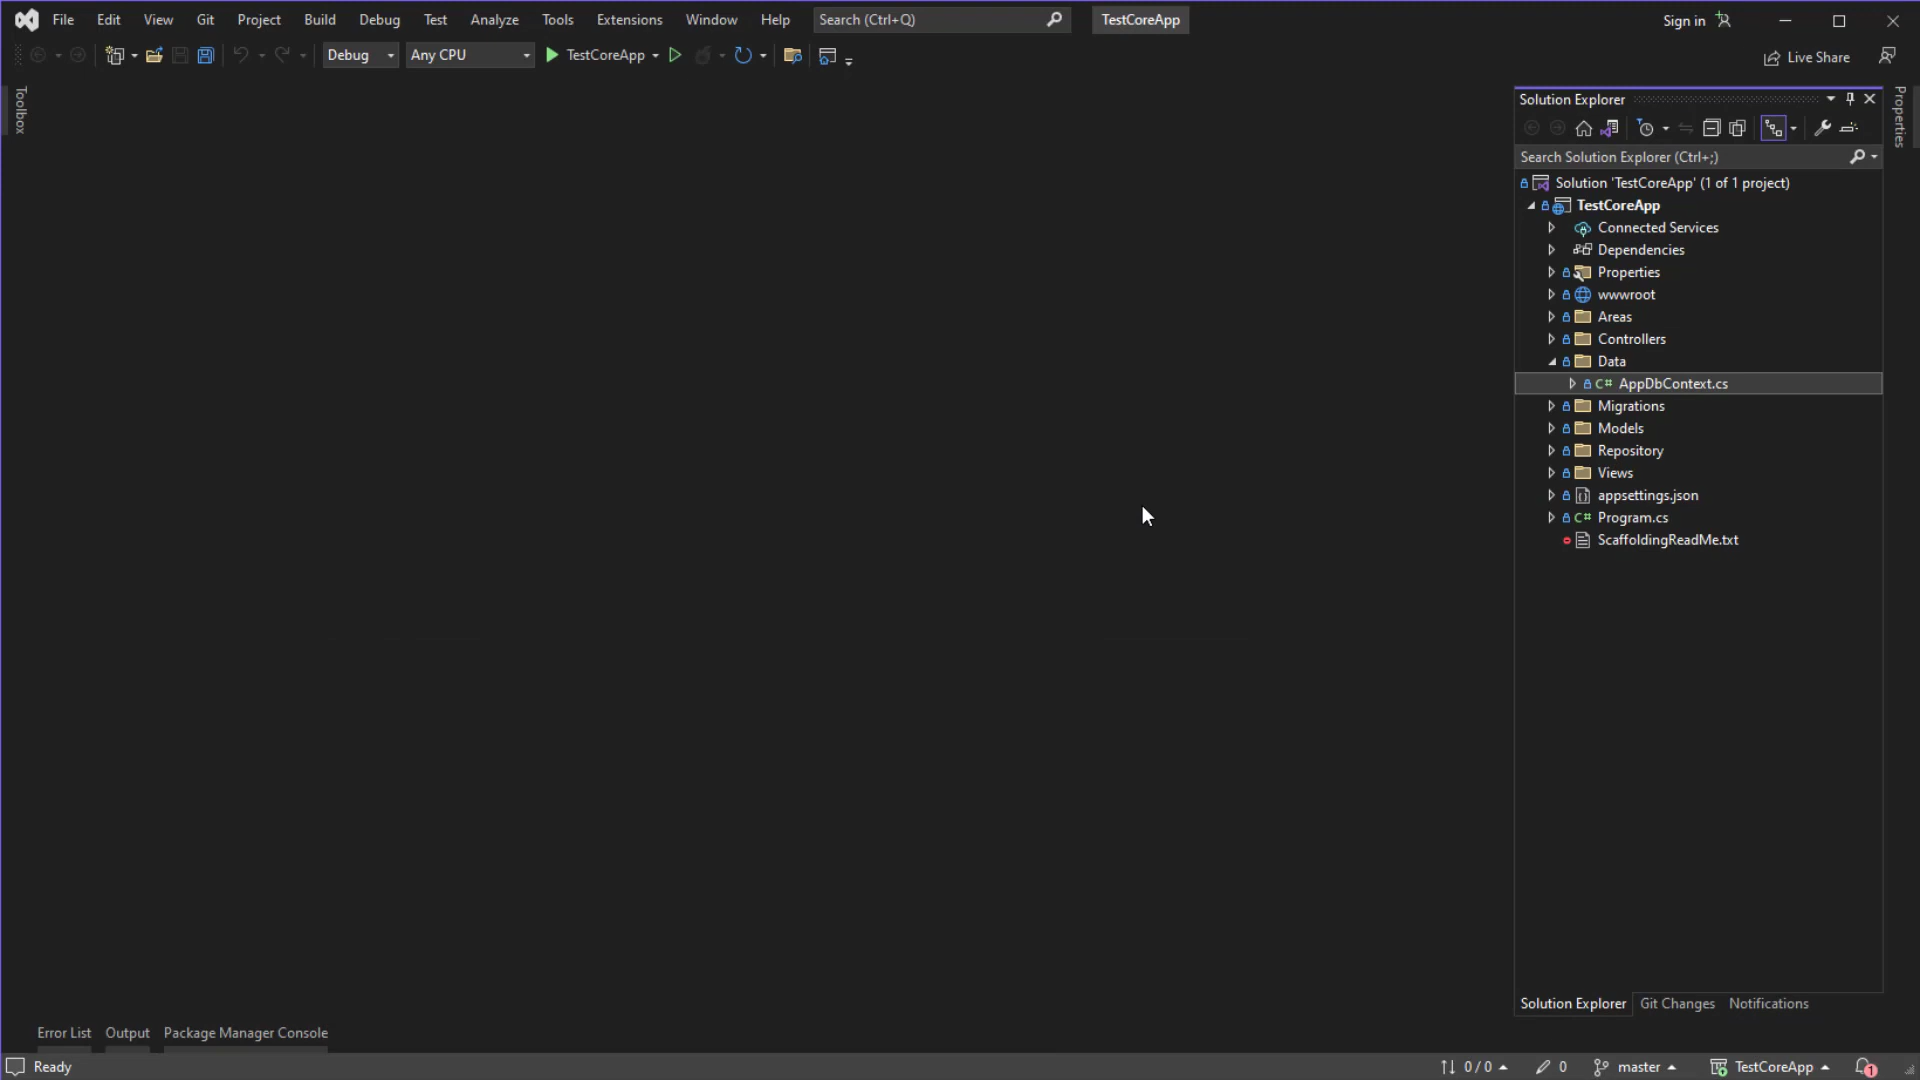 File Edit View Git Project Build Debug Test Analyze Tools Extensions Window Help Search (Ctrl+Q) TestCoreApp Sign in
Debug Any CPU TestCoreApp Live Share
Toolbox
Solution Explorer
Properties
Search Solution Explorer (Ctrl+;)
Solution 'TestCoreApp' (1 of 1 project)
TestCoreApp
Connected Services
Dependencies
Properties
wwwroot
Areas
Controllers
Data
C# AppDbContext.cs
Migrations
Models
Repository
Views
appsettings.json
C# Program.cs
ScaffoldingReadMe.txt
Solution Explorer Git Changes Notifications
Error List Output Package Manager Console
Ready 0 / 0 0 master TestCoreApp 1